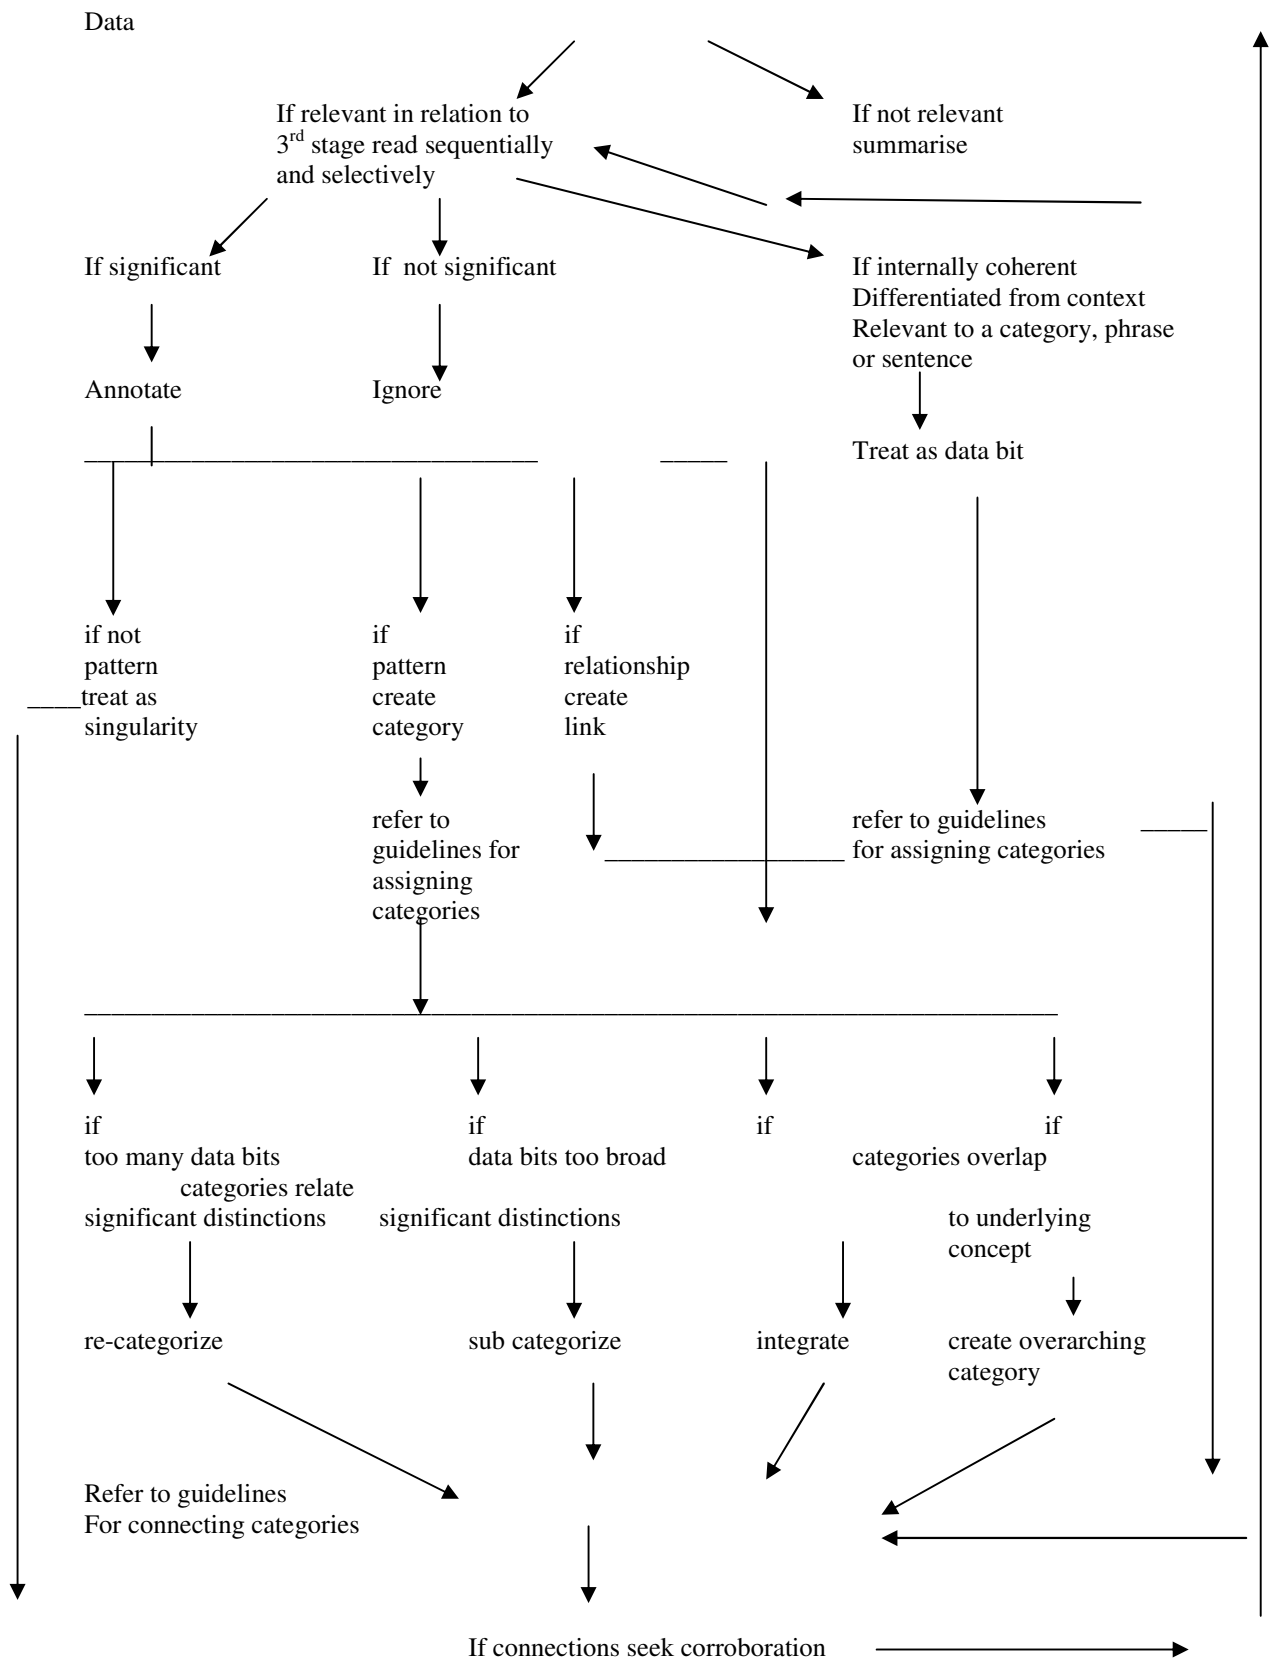 Data
If relevant in relation to
3rd stage read sequentially
and selectively
If not relevant
summarise
If significant
If not significant
If internally coherent
Differentiated from context
Relevant to a category, phrase
or sentence
Annotate
Ignore
Treat as data bit
if not
pattern
treat as
singularity
if
pattern
create
category
if
relationship
create
link
refer to
guidelines for
assigning
categories
refer to guidelines
for assigning categories
if
if
if
if
too many data bits
data bits too broad
categories overlap
categories relate
significant distinctions
significant distinctions
to underlying
concept
re-categorize
sub categorize
integrate
create overarching
category
Refer to guidelines
For connecting categories
If connections seek corroboration